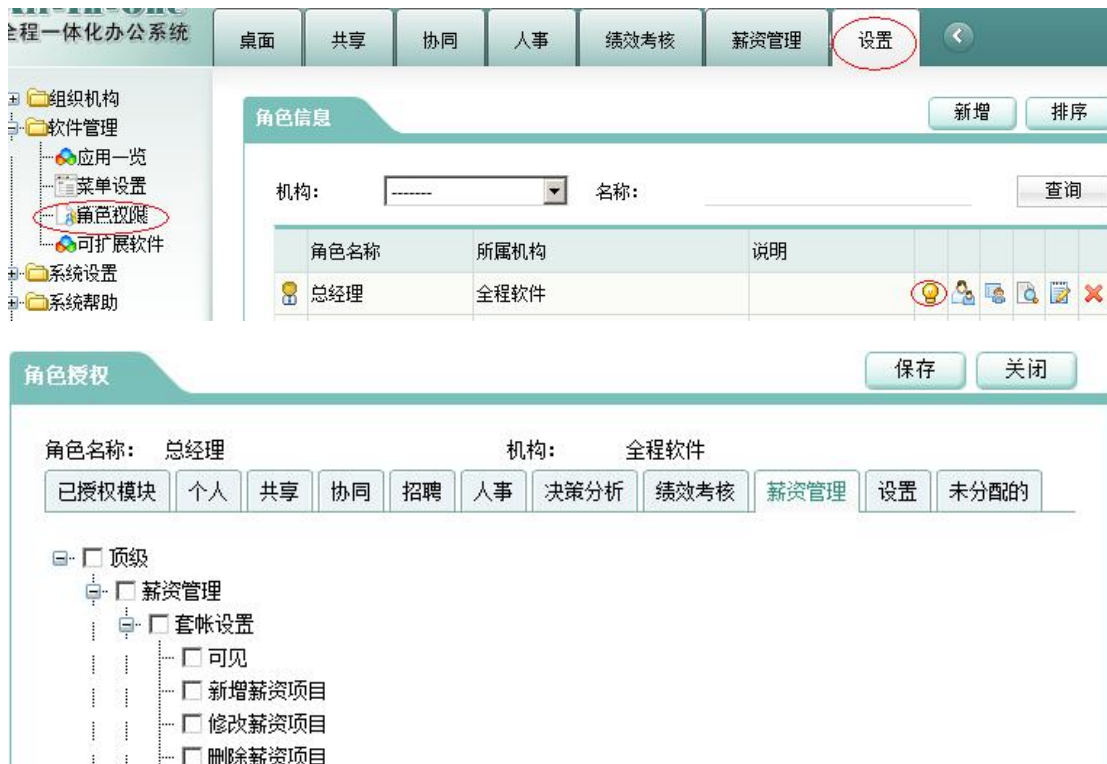 全程一体化办公系统
桌面 共享 协同 人事 绩效考核 薪资管理 设置
组织机构
软件管理
应用一览
菜单设置
角色权限
可扩展软件
系统设置
系统帮助
角色信息 新增 排序
机构： ------- 名称： 查询
角色名称 所属机构 说明
总经理 全程软件
角色授权 保存 关闭
角色名称： 总经理 机构： 全程软件
已授权模块 个人 共享 协同 招聘 人事 决策分析 绩效考核 薪资管理 设置 未分配的
顶级
薪资管理
套帐设置
可见
新增薪资项目
修改薪资项目
删除薪资项目